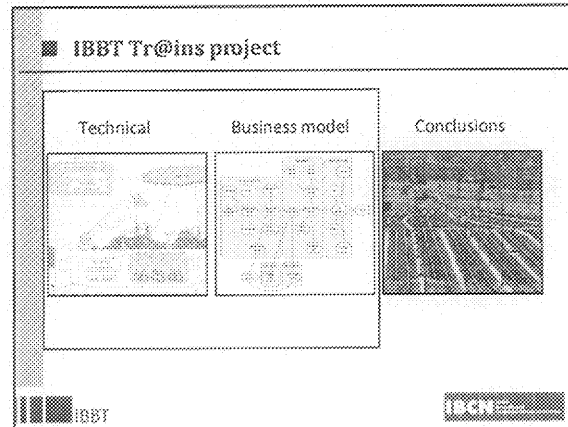 IBBT Tr@ins project
Technical
Business model
Conclusions
IBBT
IBCN